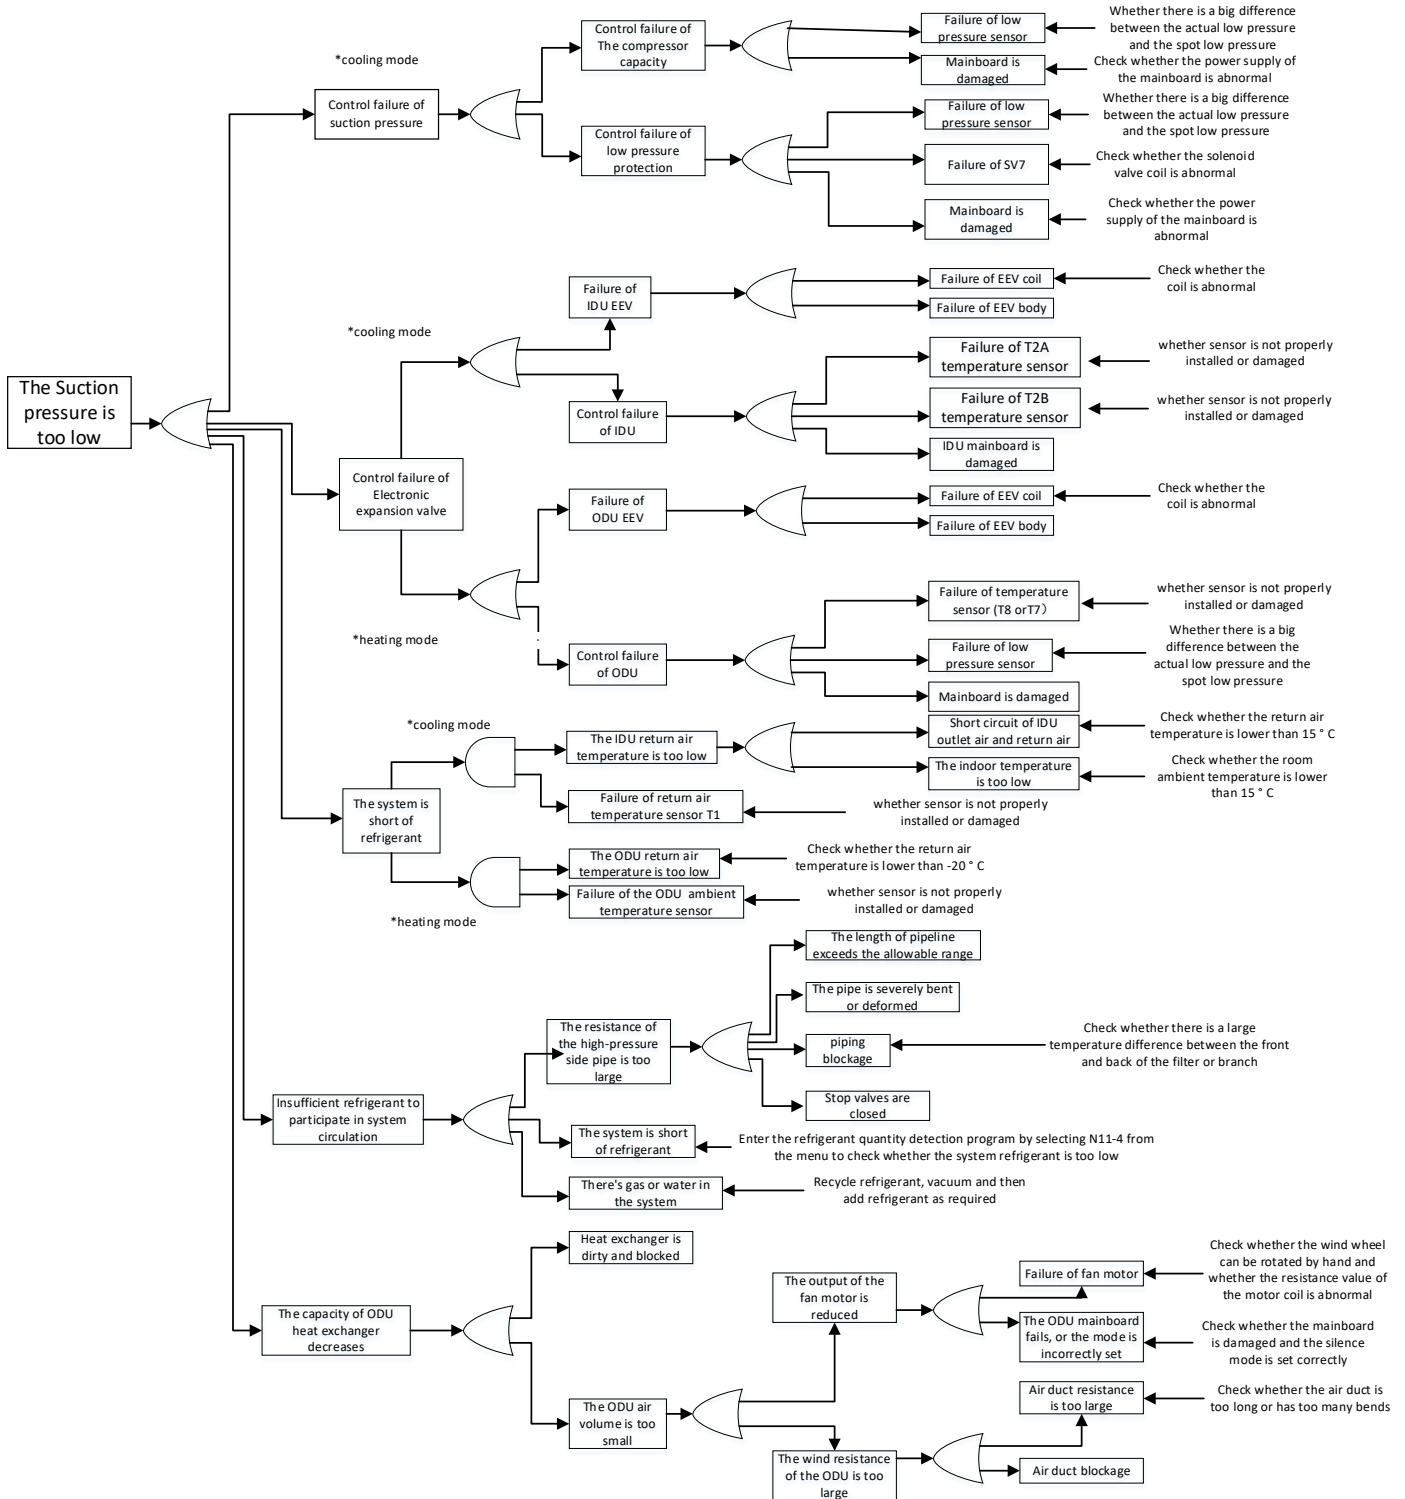 The Suction
pressure is
too low
*cooling mode
Control failure of
suction pressure
Control failure of
The compressor
capacity
Failure of low
pressure sensor
Whether there is a big difference
between the actual low pressure
and the spot low pressure
Mainboard is
damaged
Check whether the power supply of
the mainboard is abnormal
Control failure of
low pressure
protection
Failure of low
pressure sensor
Whether there is a big difference
between the actual low pressure
and the spot low pressure
Failure of SV7
Check whether the solenoid
valve coil is abnormal
Mainboard is
damaged
Check whether the power
supply of the mainboard is
abnormal
*cooling mode
Control failure of
Electronic
expansion valve
Failure of
IDU EEV
Failure of EEV coil
Check whether the
coil is abnormal
Failure of EEV body
Control failure
of IDU
Failure of T2A
temperature sensor
whether sensor is not properly
installed or damaged
Failure of T2B
temperature sensor
whether sensor is not properly
installed or damaged
IDU mainboard is
damaged
Failure of
ODU EEV
Failure of EEV coil
Check whether the
coil is abnormal
Failure of EEV body
*heating mode
Control failure
of ODU
Failure of temperature
sensor (T8 orT7）
whether sensor is not properly
installed or damaged
Failure of low
pressure sensor
Whether there is a big
difference between the
actual low pressure and the
spot low pressure
Mainboard is damaged
*cooling mode
The system is
short of
refrigerant
The IDU return air
temperature is too low
Short circuit of IDU
outlet air and return air
Check whether the return air
temperature is lower than 15 ° C
The indoor temperature
is too low
Check whether the room
ambient temperature is lower
than 15 ° C
Failure of return air
temperature sensor T1
whether sensor is not properly
installed or damaged
The ODU return air
temperature is too low
Check whether the return air
temperature is lower than -20 ° C
Failure of the ODU ambient
temperature sensor
whether sensor is not properly
installed or damaged
*heating mode
Insufficient refrigerant to
participate in system
circulation
The resistance of
the high-pressure
side pipe is too
large
The length of pipeline
exceeds the allowable range
The pipe is severely bent
or deformed
piping
blockage
Check whether there is a large
temperature difference between the front
and back of the filter or branch
Stop valves are
closed
The system is short
of refrigerant
Enter the refrigerant quantity detection program by selecting N11-4 from
the menu to check whether the system refrigerant is too low
There's gas or water in
the system
Recycle refrigerant, vacuum and then
add refrigerant as required
The capacity of ODU
heat exchanger
decreases
Heat exchanger is
dirty and blocked
The ODU air
volume is too
small
The output of the
fan motor is
reduced
Failure of fan motor
Check whether the wind wheel
can be rotated by hand and
whether the resistance value of
the motor coil is abnormal
The ODU mainboard
fails, or the mode is
incorrectly set
Check whether the mainboard
is damaged and the silence
mode is set correctly
The wind resistance
of the ODU is too
large
Air duct resistance
is too large
Check whether the air duct is
too long or has too many bends
Air duct blockage